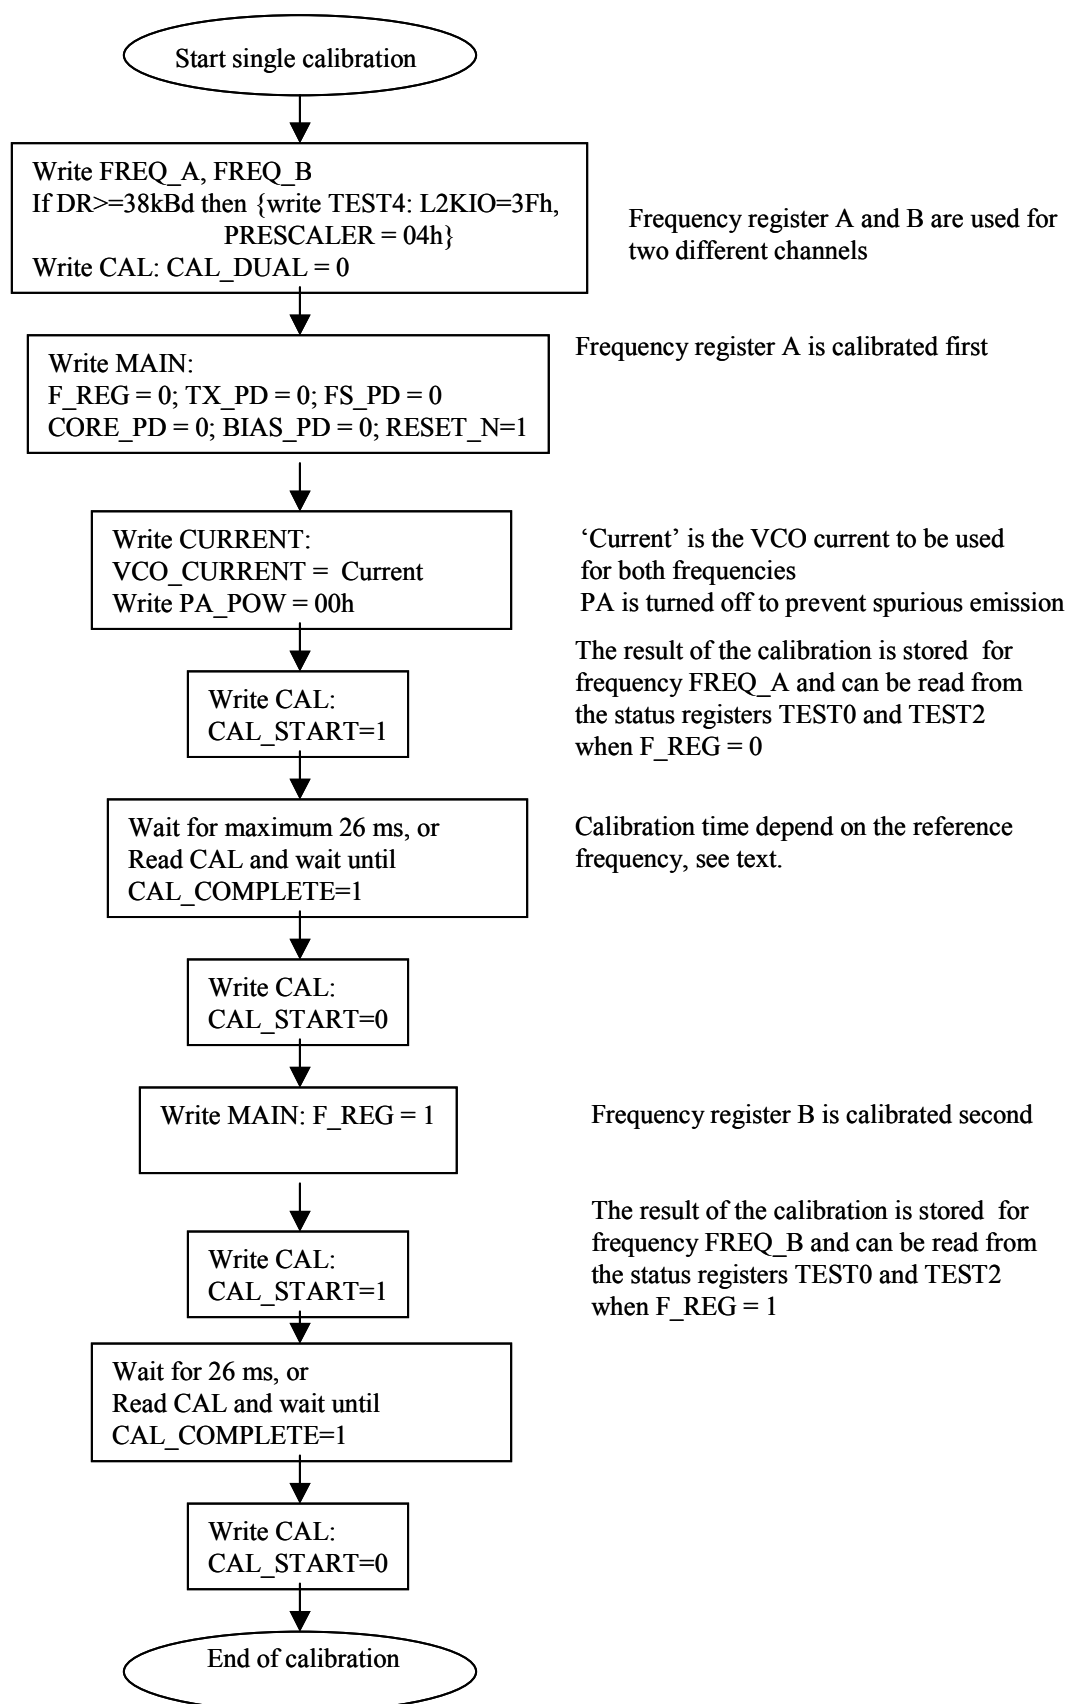 Start single calibration
Write FREQ_A, FREQ_B
If DR>=38kBd then {write TEST4: L2KIO=3Fh,
PRESCALER = 04h}
Write CAL: CAL_DUAL = 0
Frequency register A and B are used for
two different channels
Write MAIN:
F_REG = 0; TX_PD = 0; FS_PD = 0
CORE_PD = 0; BIAS_PD = 0; RESET_N=1
Frequency register A is calibrated first
Write CURRENT:
VCO_CURRENT = Current
Write PA_POW = 00h
‘Current’ is the VCO current to be used
for both frequencies
PA is turned off to prevent spurious emission
Write CAL:
CAL_START=1
The result of the calibration is stored for
frequency FREQ_A and can be read from
the status registers TEST0 and TEST2
when F_REG = 0
Wait for maximum 26 ms, or
Read CAL and wait until
CAL_COMPLETE=1
Calibration time depend on the reference
frequency, see text.
Write CAL:
CAL_START=0
Write MAIN: F_REG = 1
Frequency register B is calibrated second
Write CAL:
CAL_START=1
The result of the calibration is stored for
frequency FREQ_B and can be read from
the status registers TEST0 and TEST2
when F_REG = 1
Wait for 26 ms, or
Read CAL and wait until
CAL_COMPLETE=1
Write CAL:
CAL_START=0
End of calibration